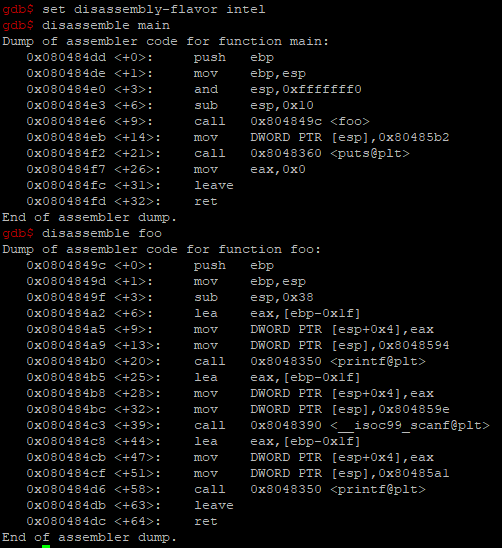 gdb$ set disassembly-flavor intel
gdb$ disassemble main
Dump of assembler code for function main:
   0x080484dd <+0>:     push   ebp
   0x080484de <+1>:     mov    ebp,esp
   0x080484e0 <+3>:     and    esp,0xfffffff0
   0x080484e3 <+6>:     sub    esp,0x10
   0x080484e6 <+9>:     call   0x804849c <foo>
   0x080484eb <+14>:    mov    DWORD PTR [esp],0x80485b2
   0x080484f2 <+21>:    call   0x8048360 <puts@plt>
   0x080484f7 <+26>:    mov    eax,0x0
   0x080484fc <+31>:    leave
   0x080484fd <+32>:    ret
End of assembler dump.
gdb$ disassemble foo
Dump of assembler code for function foo:
   0x0804849c <+0>:     push   ebp
   0x0804849d <+1>:     mov    ebp,esp
   0x0804849f <+3>:     sub    esp,0x38
   0x080484a2 <+6>:     lea    eax,[ebp-0x1f]
   0x080484a5 <+9>:     mov    DWORD PTR [esp+0x4],eax
   0x080484a9 <+13>:    mov    DWORD PTR [esp],0x8048594
   0x080484b0 <+20>:    call   0x8048350 <printf@plt>
   0x080484b5 <+25>:    lea    eax,[ebp-0x1f]
   0x080484b8 <+28>:    mov    DWORD PTR [esp+0x4],eax
   0x080484bc <+32>:    mov    DWORD PTR [esp],0x804859e
   0x080484c3 <+39>:    call   0x8048390 <__isoc99_scanf@plt>
   0x080484c8 <+44>:    lea    eax,[ebp-0x1f]
   0x080484cb <+47>:    mov    DWORD PTR [esp+0x4],eax
   0x080484cf <+51>:    mov    DWORD PTR [esp],0x80485a1
   0x080484d6 <+58>:    call   0x8048350 <printf@plt>
   0x080484db <+63>:    leave
   0x080484dc <+64>:    ret
End of assembler dump.